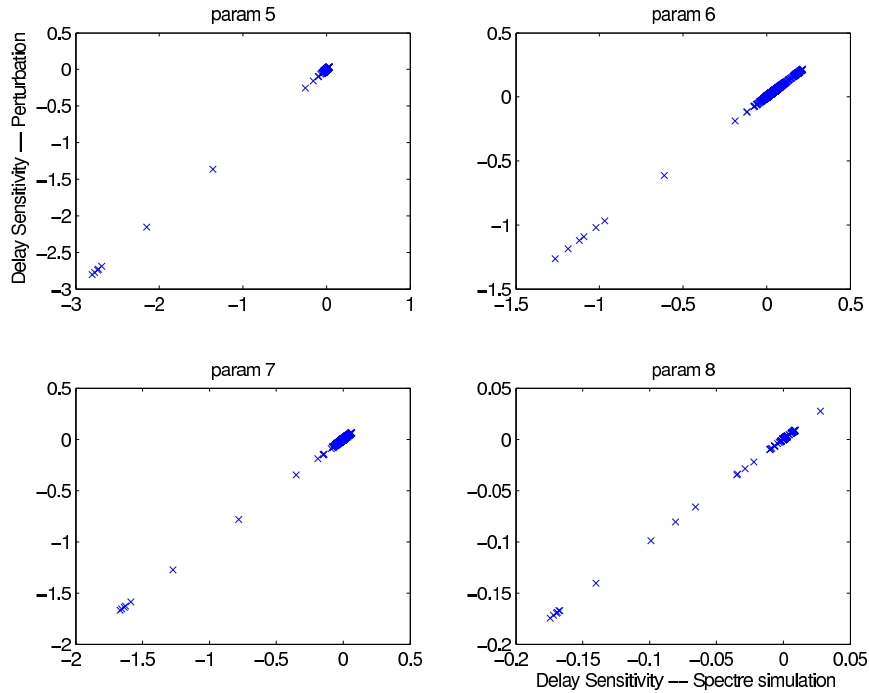 param 5
0.5
0
−0.5
−1
−1.5
−2
−2.5
−3
−3 −2 −1 0 1
Delay Sensitivity −− Perturbation
param 6
0.5
0
−0.5
−1
−1.5
−1.5 −1 −0.5 0 0.5
param 7
0.5
0
−0.5
−1
−1.5
−2
−2 −1.5 −1 −0.5 0 0.5
param 8
0.05
0
−0.05
−0.1
−0.15
−0.2
−0.2 −0.15 −0.1 −0.05 0 0.05
Delay Sensitivity −− Spectre simulation